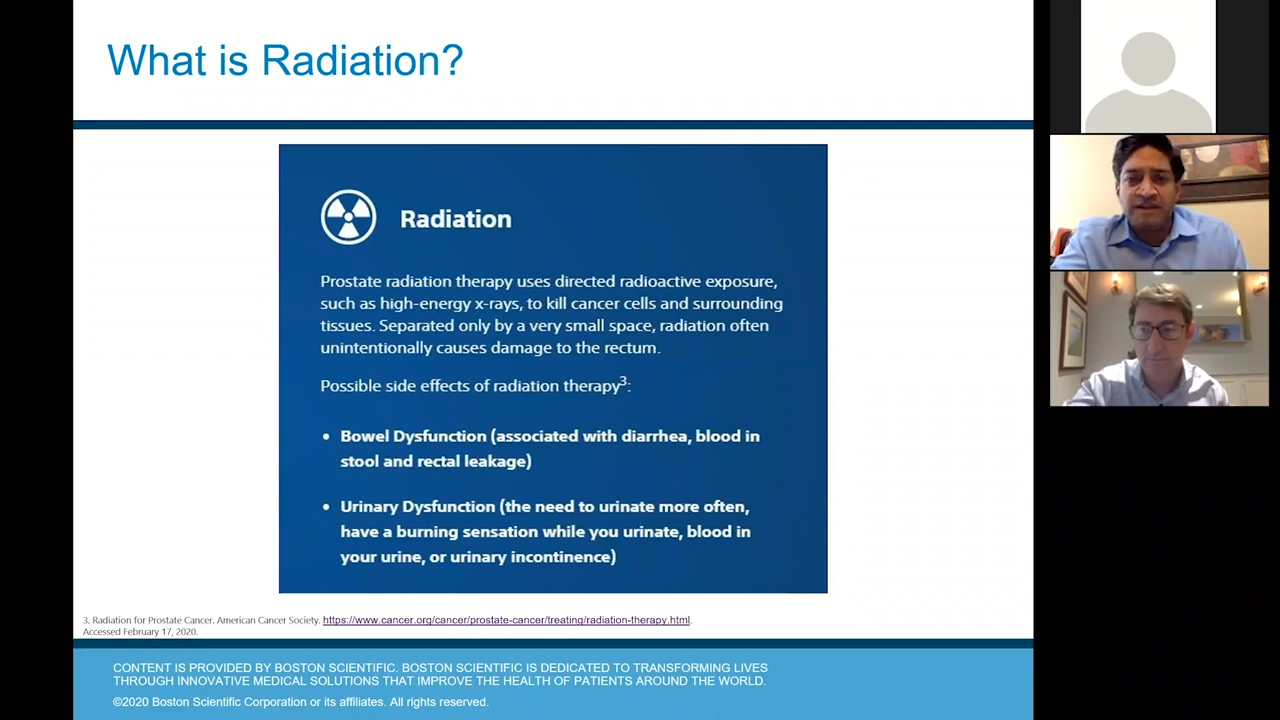 What is Radiation?
Radiation
Prostate radiation therapy uses directed radioactive exposure,
such as high-energy x-rays, to kill cancer cells and surrounding
tissues. Separated only by a very small space, radiation often
unintentionally causes damage to the rectum.
Possible side effects of radiation therapy³:
• Bowel Dysfunction (associated with diarrhea, blood in
stool and rectal leakage)
• Urinary Dysfunction (the need to urinate more often,
have a burning sensation while you urinate, blood in
your urine, or urinary incontinence)
3. Radiation for Prostate Cancer. American Cancer Society. https://www.cancer.org/cancer/prostate-cancer/treating/radiation-therapy.html.
Accessed February 17, 2020.
CONTENT IS PROVIDED BY BOSTON SCIENTIFIC. BOSTON SCIENTIFIC IS DEDICATED TO TRANSFORMING LIVES
THROUGH INNOVATIVE MEDICAL SOLUTIONS THAT IMPROVE THE HEALTH OF PATIENTS AROUND THE WORLD.
©2020 Boston Scientific Corporation or its affiliates. All rights reserved.